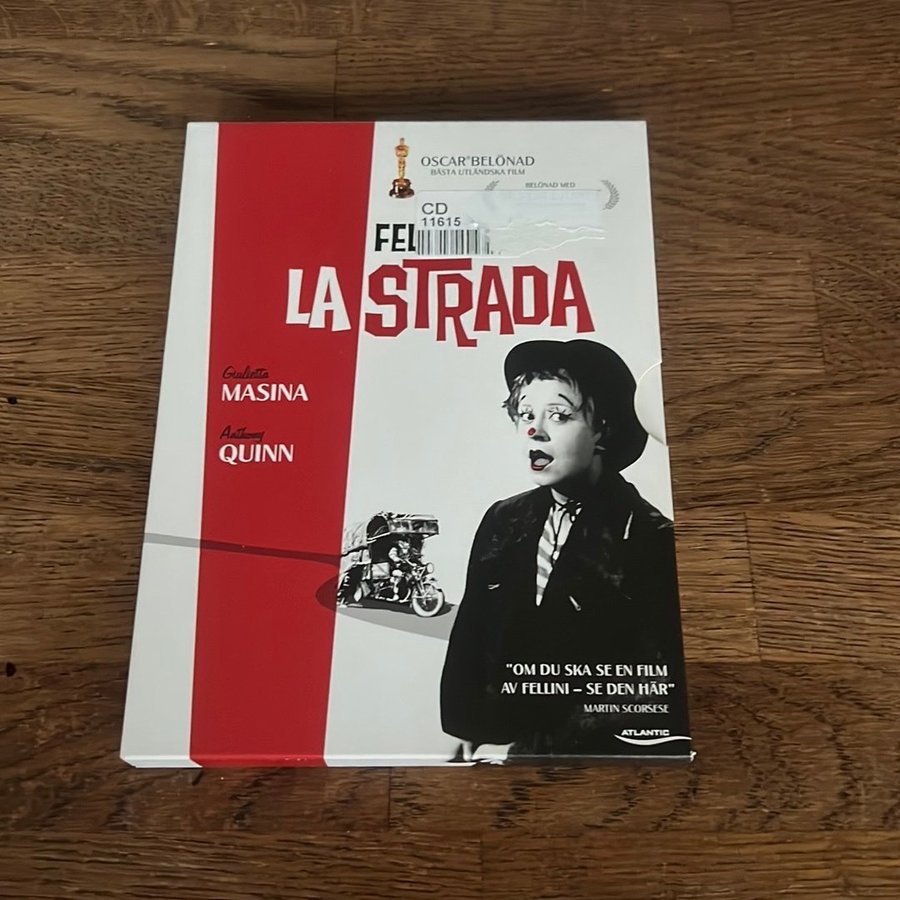 OSCAR® BELÖNAD
BÄSTA UTLÄNDSKA FILM
BELÖNAD MED
CD
11615
FEL
LA STRADA
Giulietta
MASINA
Anthony
QUINN
"OM DU SKA SE EN FILM
AV FELLINI – SE DEN HÄR"
MARTIN SCORSESE
ATLANTIC